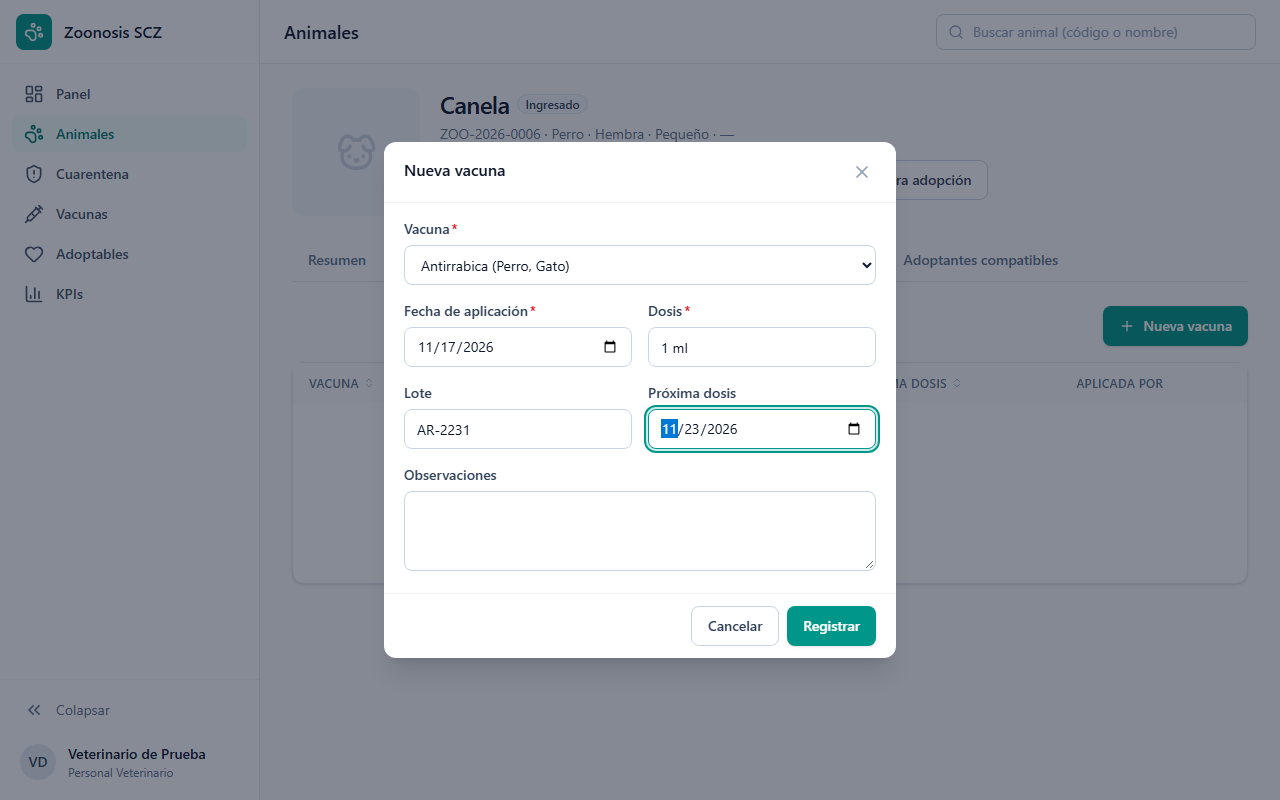 Zoonosis SCZ
Animales
Buscar animal (código o nombre)
Panel
Animales
Cuarentena
Vacunas
Adoptables
KPIs
Canela
Ingresado
ZOO-2026-0006 · Perro · Hembra · Pequeño · —
ra adopción
Resumen
Adoptantes compatibles
Nueva vacuna
VACUNA
DOSIS
APLICADA POR
Nueva vacuna
Vacuna*
Antirrabica (Perro, Gato)
Fecha de aplicación*
Dosis*
11/17/2026
1 ml
Lote
Próxima dosis
AR-2231
11/23/2026
Observaciones
Cancelar
Registrar
Colapsar
VD
Veterinario de Prueba
Personal Veterinario